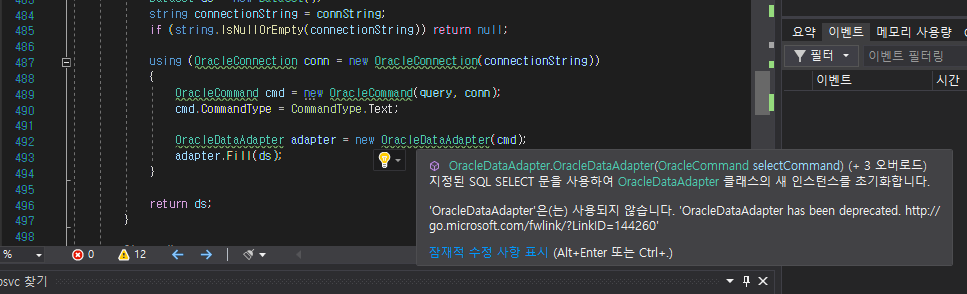 484
string connectionString = connString;
485
if (string.IsNullOrEmpty(connectionString)) return null;
486
487
using (OracleConnection conn = new OracleConnection(connectionString))
488
{
489
OracleCommand cmd = new OracleCommand(query, conn);
490
cmd.CommandType = CommandType.Text;
491
492
OracleDataAdapter adapter = new OracleDataAdapter(cmd);
493
adapter.Fill(ds);
494
}
495
496
return ds;
497
}
498
OracleDataAdapter.OracleDataAdapter(OracleCommand selectCommand) (+ 3 오버로드)
지정된 SQL SELECT 문을 사용하여 OracleDataAdapter 클래스의 새 인스턴스를 초기화합니다.
'OracleDataAdapter'은(는) 사용되지 않습니다. 'OracleDataAdapter has been deprecated. http://
go.microsoft.com/fwlink/?LinkID=144260'
잠재적 수정 사항 표시 (Alt+Enter 또는 Ctrl+.)
%
0
12
svc 찾기
요약 이벤트 메모리 사용량
필터 이벤트 필터링
이벤트 시간